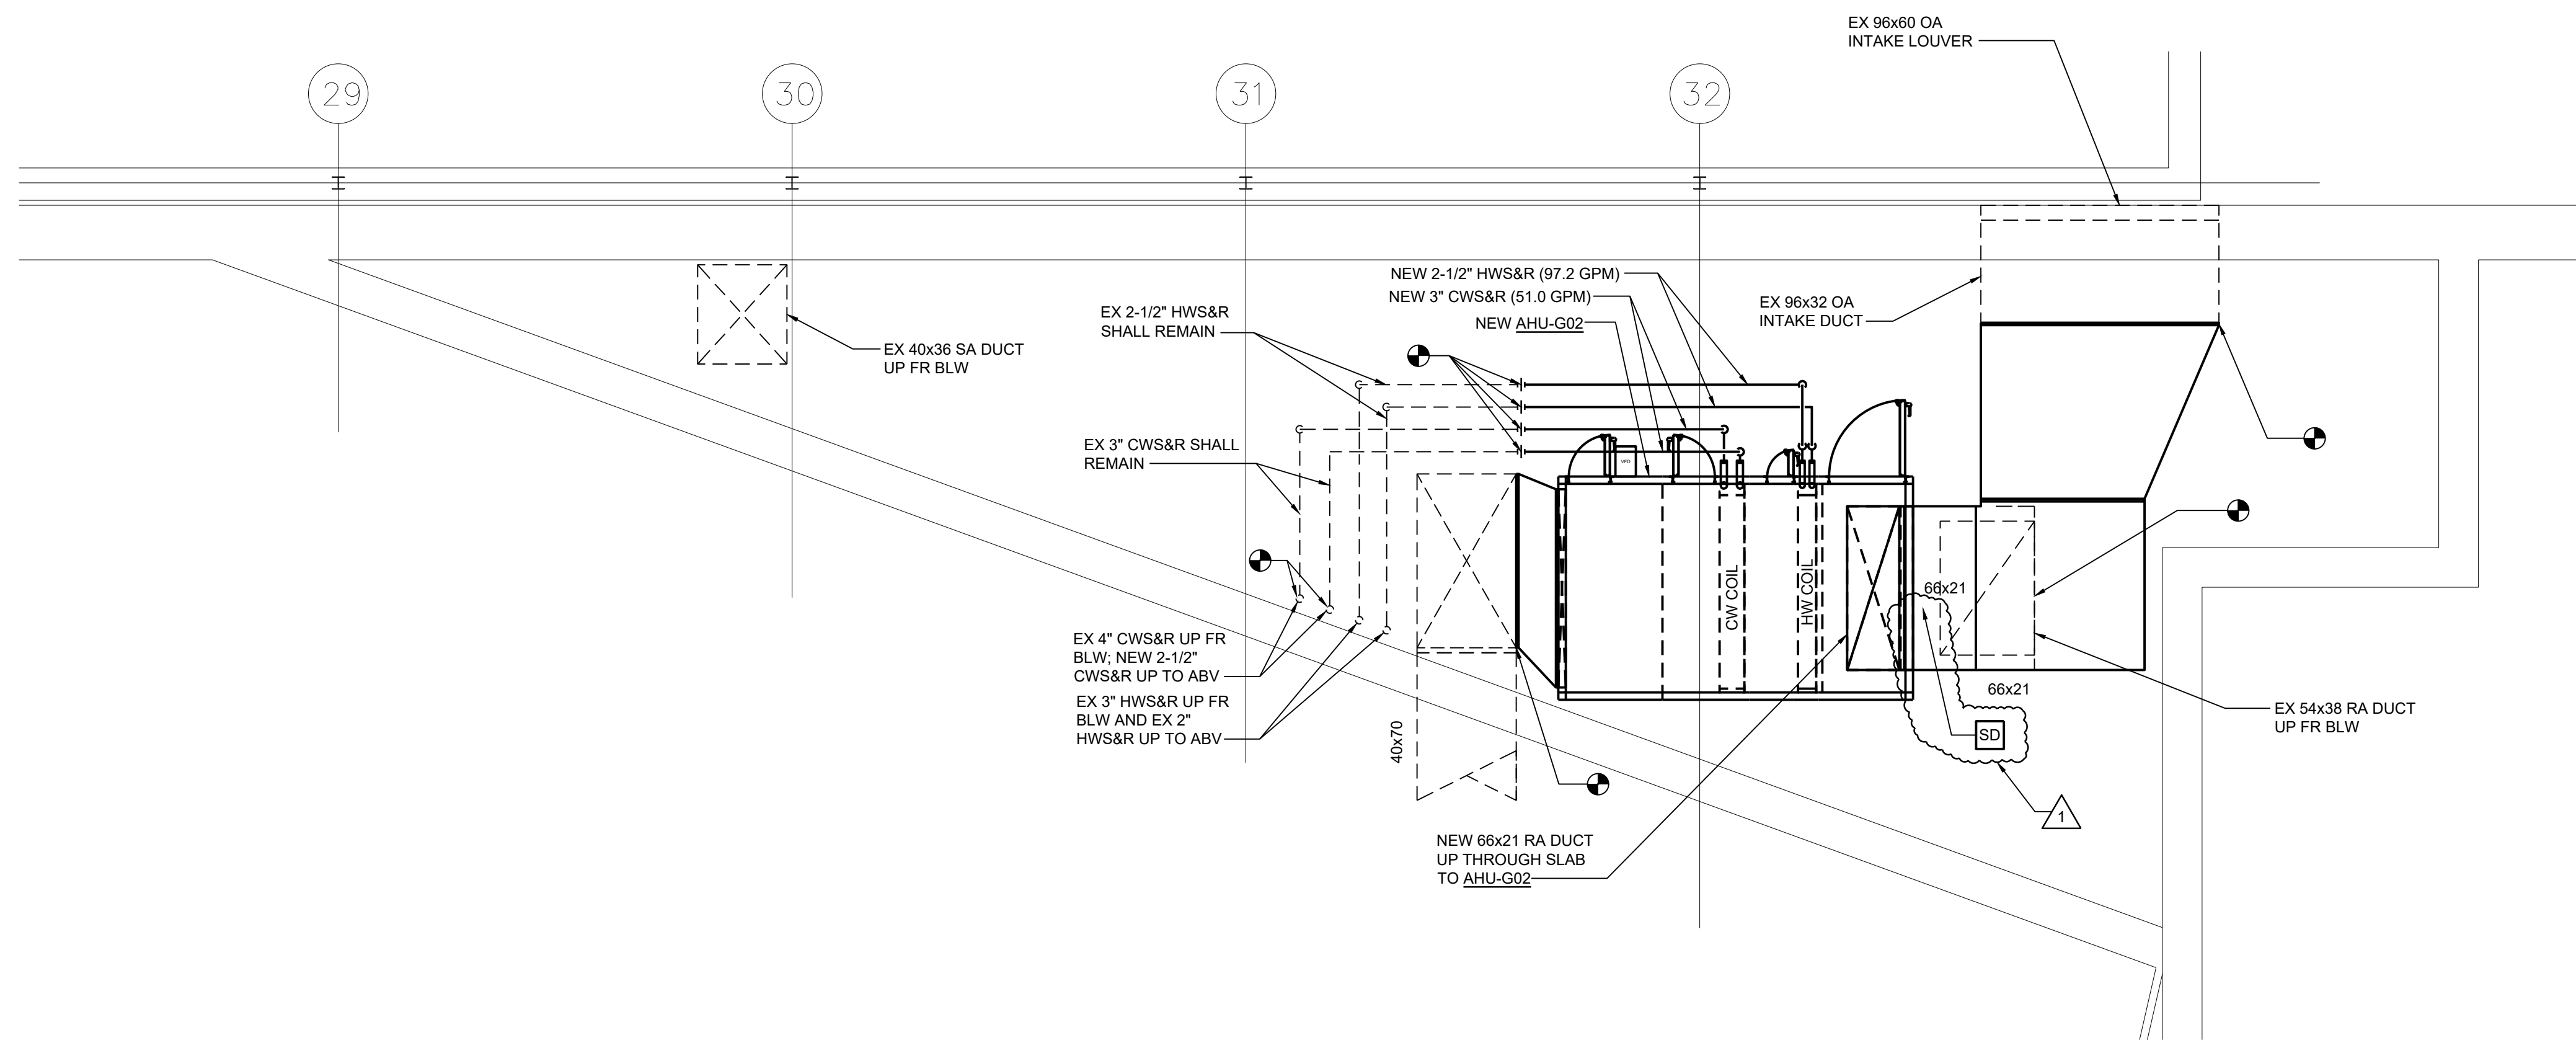 EX 96x60 OA
INTAKE LOUVER
29
30
31
32
NEW 2-1/2" HWS&R (97.2 GPM)
NEW 3" CWS&R (51.0 GPM)
NEW AHU-G02
EX 96x32 OA
INTAKE DUCT
EX 2-1/2" HWS&R
SHALL REMAIN
EX 40x36 SA DUCT
UP FR BLW
EX 3" CWS&R SHALL
REMAIN
VFD
CW COIL
HW COIL
66x21
EX 4" CWS&R UP FR
BLW; NEW 2-1/2"
CWS&R UP TO ABV
EX 3" HWS&R UP FR
BLW AND EX 2"
HWS&R UP TO ABV
40x70
66x21
SD
EX 54x38 RA DUCT
UP FR BLW
1
NEW 66x21 RA DUCT
UP THROUGH SLAB
TO AHU-G02